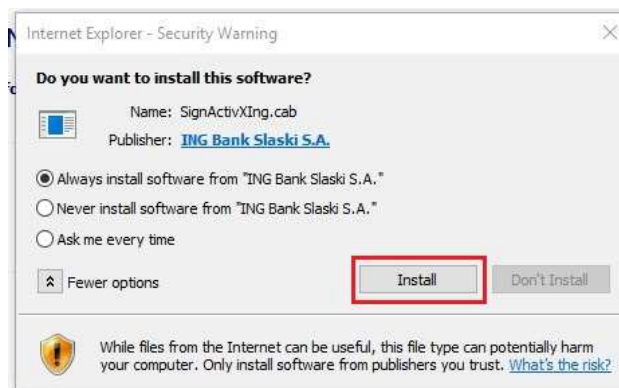 Internet Explorer - Security Warning
Do you want to install this software?
Name: SignActivXIng.cab
Publisher: ING Bank Slaski S.A.
Always install software from "ING Bank Slaski S.A."
Never install software from "ING Bank Slaski S.A."
Ask me every time
Fewer options
Install
Don't Install
While files from the Internet can be useful, this file type can potentially harm
your computer. Only install software from publishers you trust. What's the risk?